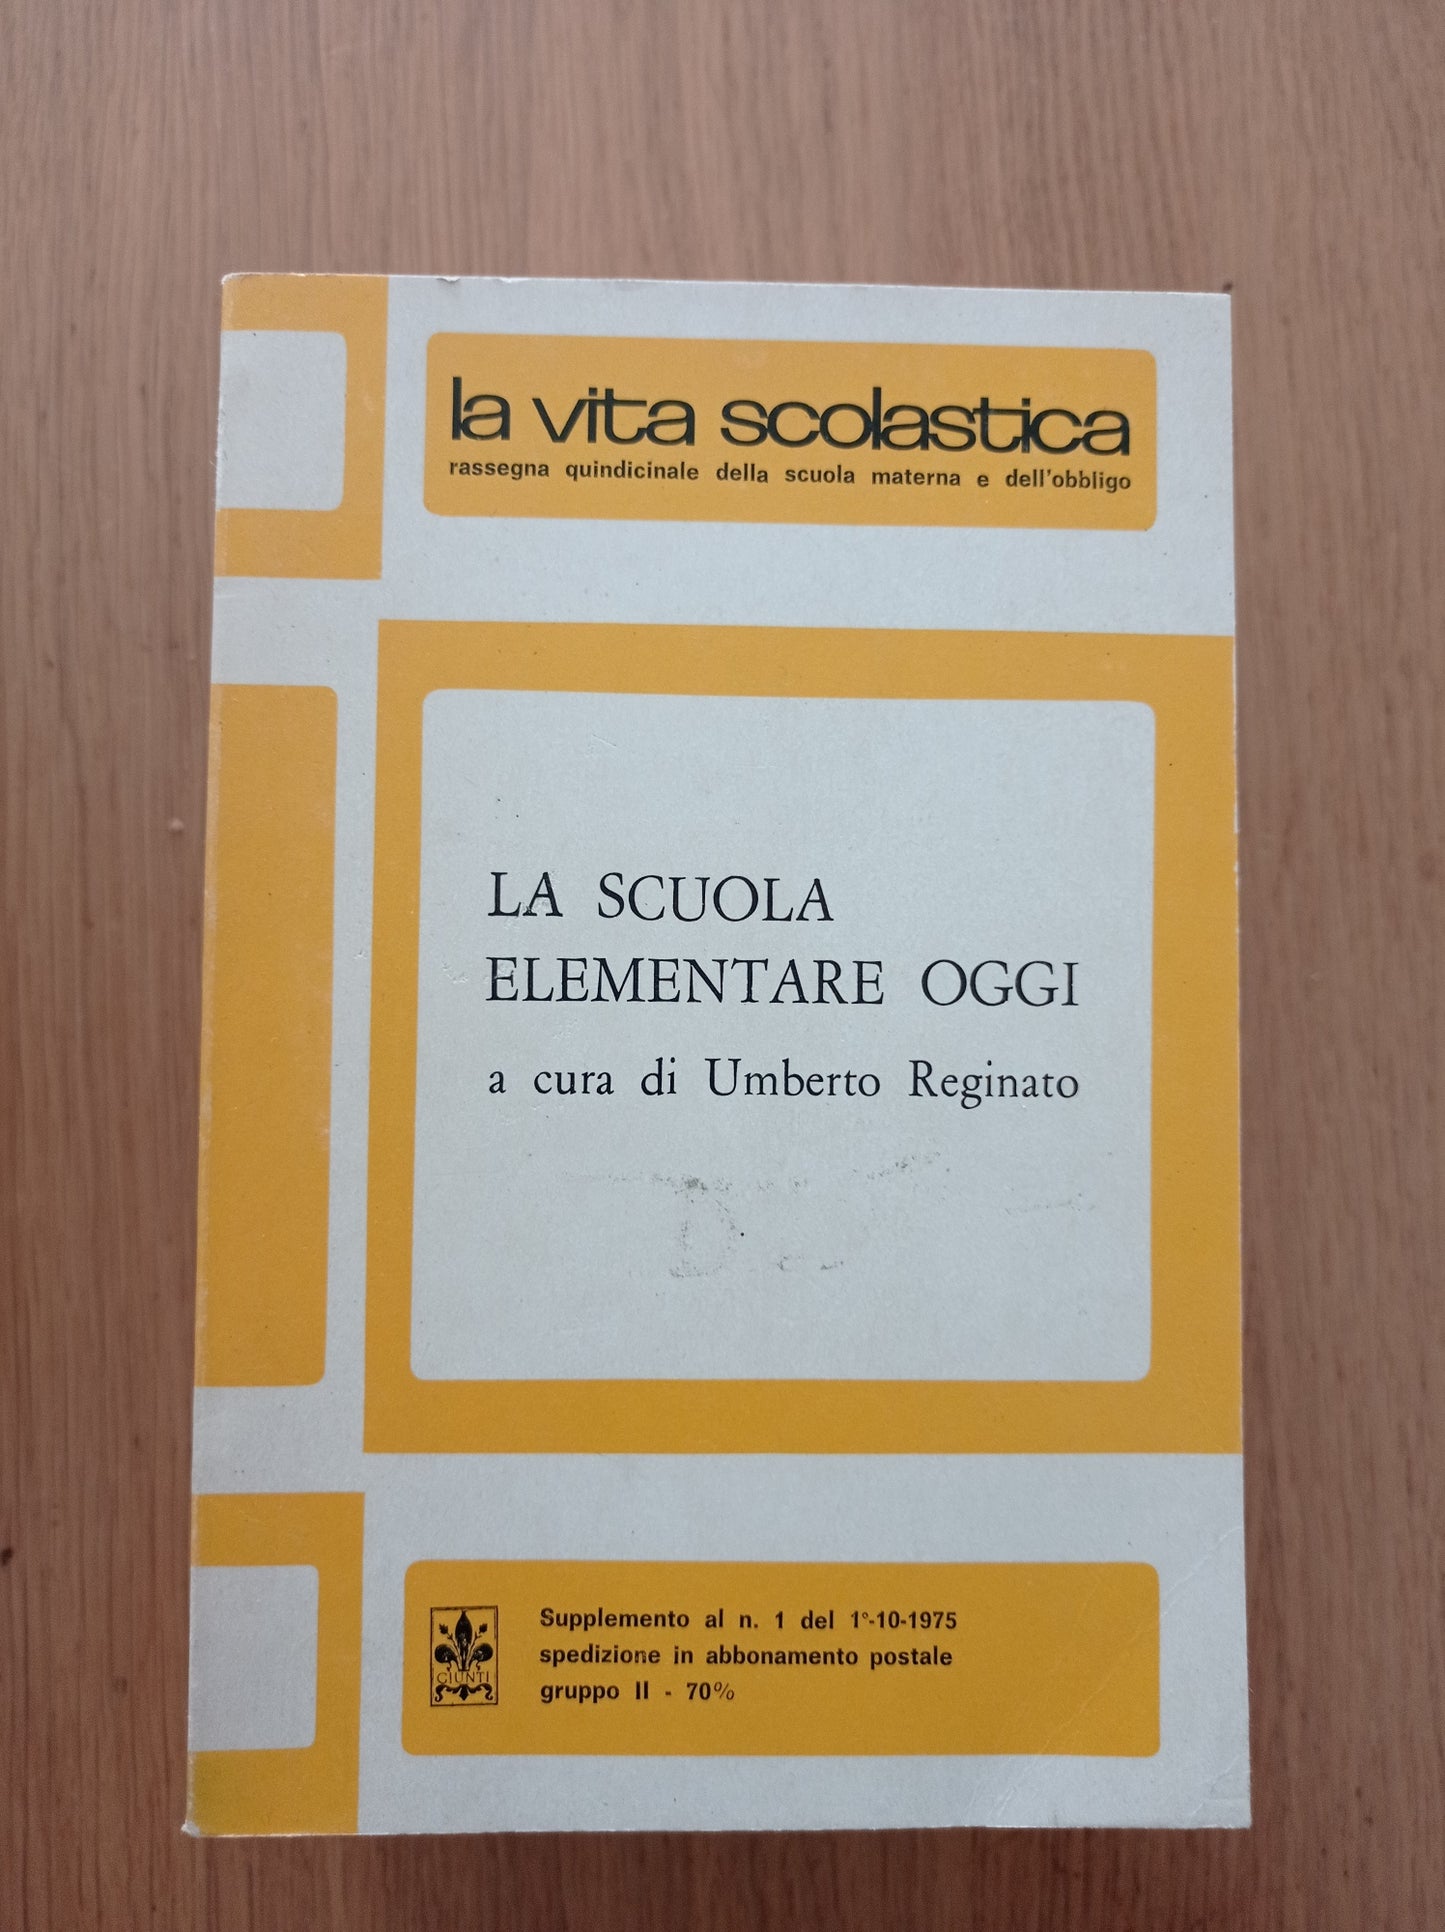 la vita scolastica
rassegna quindicinale della scuola materna e dell'obbligo
LA SCUOLA
ELEMENTARE OGGI
a cura di Umberto Reginato
GIUNTI
Supplemento al n. 1 del 1°-10-1975
spedizione in abbonamento postale
gruppo II - 70%